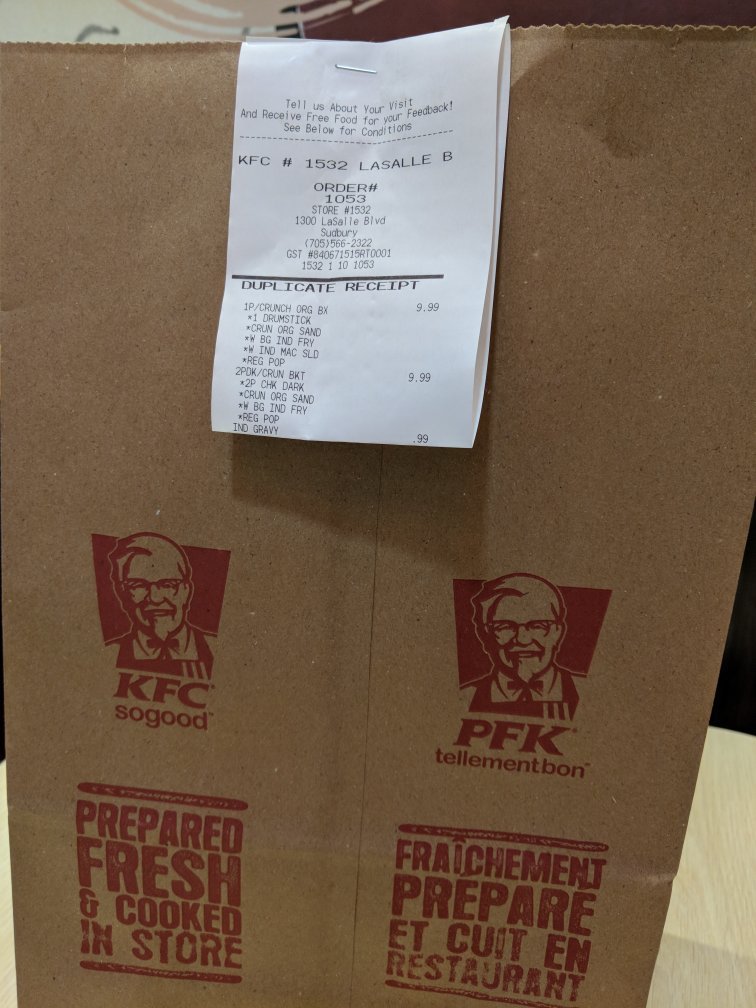 Tell us About Your Visit
And Receive Free Food for your Feedback!
See Below for Conditions
KFC # 1532 LASALLE B
ORDER#
1053
STORE #1532
1300 LaSalle Blvd
Sudbury
(705)566-2322
GST #840671515RT0001
1532 1 10 1053
DUPLICATE RECEIPT
1P/CRUNCH ORG BX 9.99
*1 DRUMSTICK
*CRUN ORG SAND
*W BG IND FRY
*W IND MAC SLD
*REG POP
2PDK/CRUN BKT 9.99
*2P CHK DARK
*CRUN ORG SAND
*W BG IND FRY
*REG POP
IND GRAVY .99
KFC
sogood™
PREPARED
FRESH
& COOKED
IN STORE
PFK
tellementbon™
FRAÎCHEMENT
PRÉPARÉ
ET CUIT EN
RESTAURANT